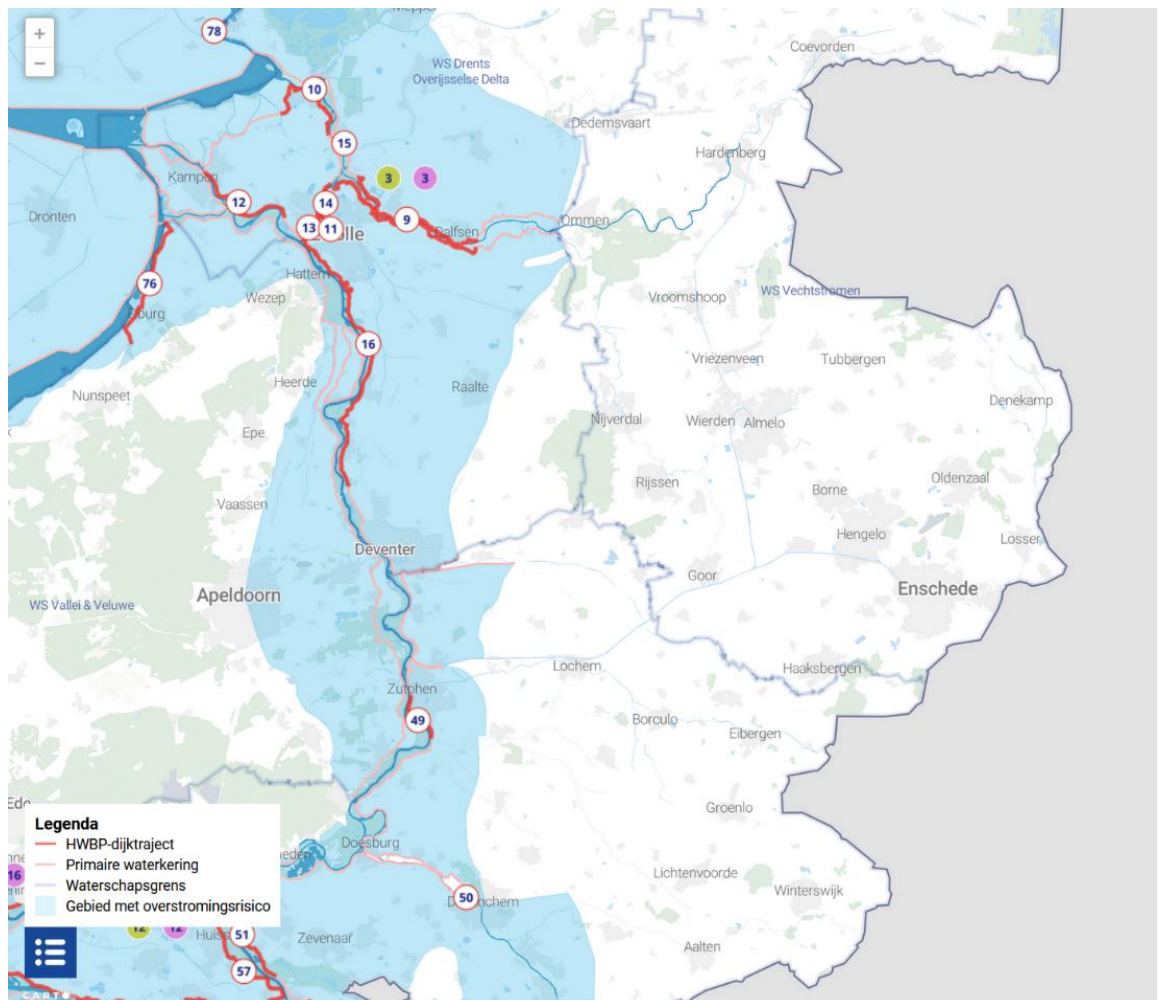 Meppel
+
−
78
Coevorden
WS Drents
Overijsselse Delta
10
Dedemsvaart
15
Hardenberg
Kampen
3
3
12
14
9
Dronten
Ommen
13
11
Dalfsen
Hattem
76
Wezep
Vroomshoop
WS Vechtstromen
16
Vriezenveen
Tubbergen
Heerde
Raalte
Nunspeet
Denekamp
Epe
Nijverdal
Wierden
Almelo
Vaassen
Rijssen
Borne
Oldenzaal
Hengelo
Losser
Deventer
Goor
Apeldoorn
Enschede
WS Vallei & Veluwe
Lochem
Haaksbergen
Zutphen
49
Borculo
Eibergen
Ede
Groenlo
Legenda
HWBP-dijktraject
Primaire waterkering
Waterschapsgrens
Gebied met overstromingsrisico
Doesburg
16
Lichtenvoorde
Winterswijk
50
12
12
51
Zevenaar
Aalten
57
CARTO